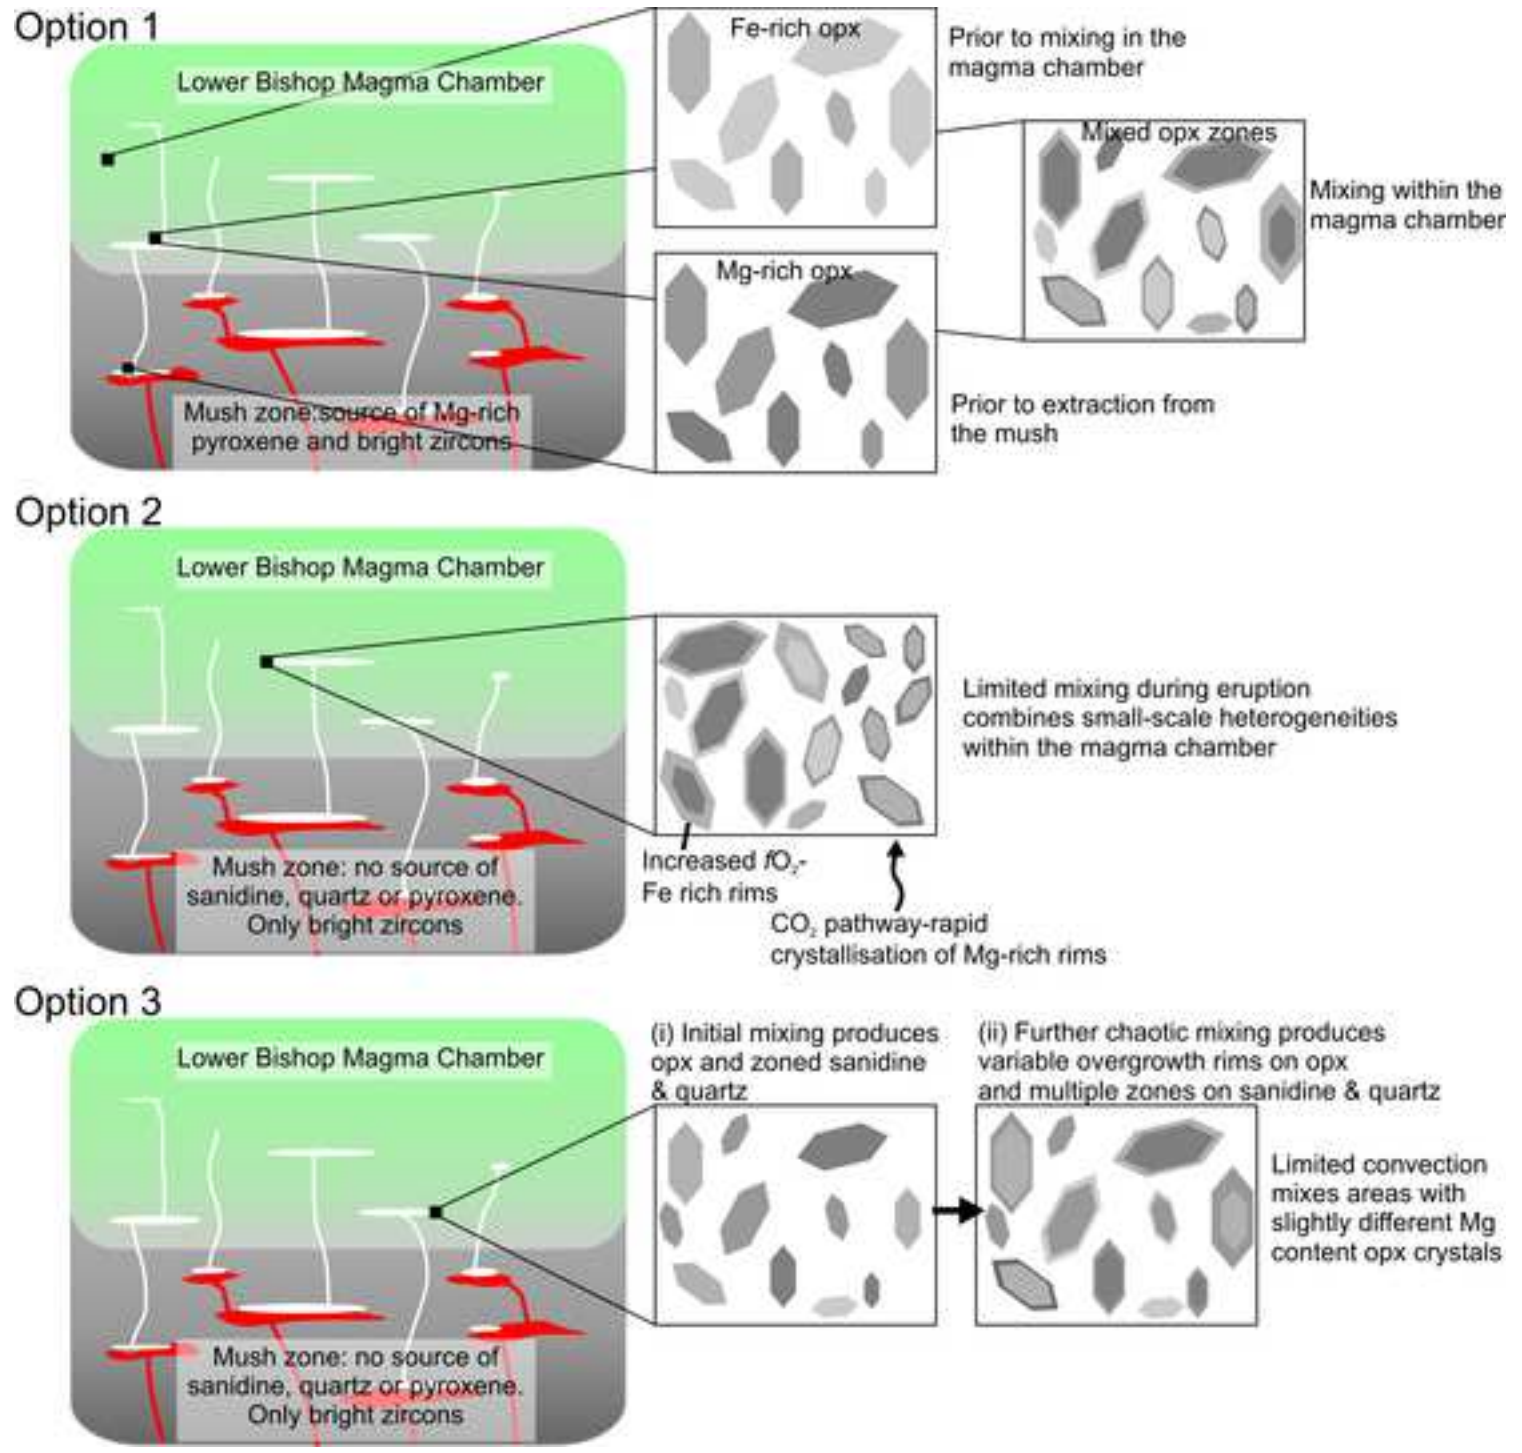 Option 1
Lower Bishop Magma Chamber
Fe-rich opx
Prior to mixing in the
magma chamber
Mixed opx zones
Mixing within the
magma chamber
Mg-rich opx
Prior to extraction from
the mush
Mush zone:source of Mg-rich
pyroxene and bright zircons
Option 2
Lower Bishop Magma Chamber
Limited mixing during eruption
combines small-scale heterogeneities
within the magma chamber
Mush zone: no source of
sanidine, quartz or pyroxene.
Only bright zircons
Increased fO₂-
Fe rich rims
CO₂ pathway-rapid
crystallisation of Mg-rich rims
Option 3
Lower Bishop Magma Chamber
(i) Initial mixing produces
opx and zoned sanidine
& quartz
(ii) Further chaotic mixing produces
variable overgrowth rims on opx
and multiple zones on sanidine & quartz
Limited convection
mixes areas with
slightly different Mg
content opx crystals
Mush zone: no source of
sanidine, quartz or pyroxene.
Only bright zircons